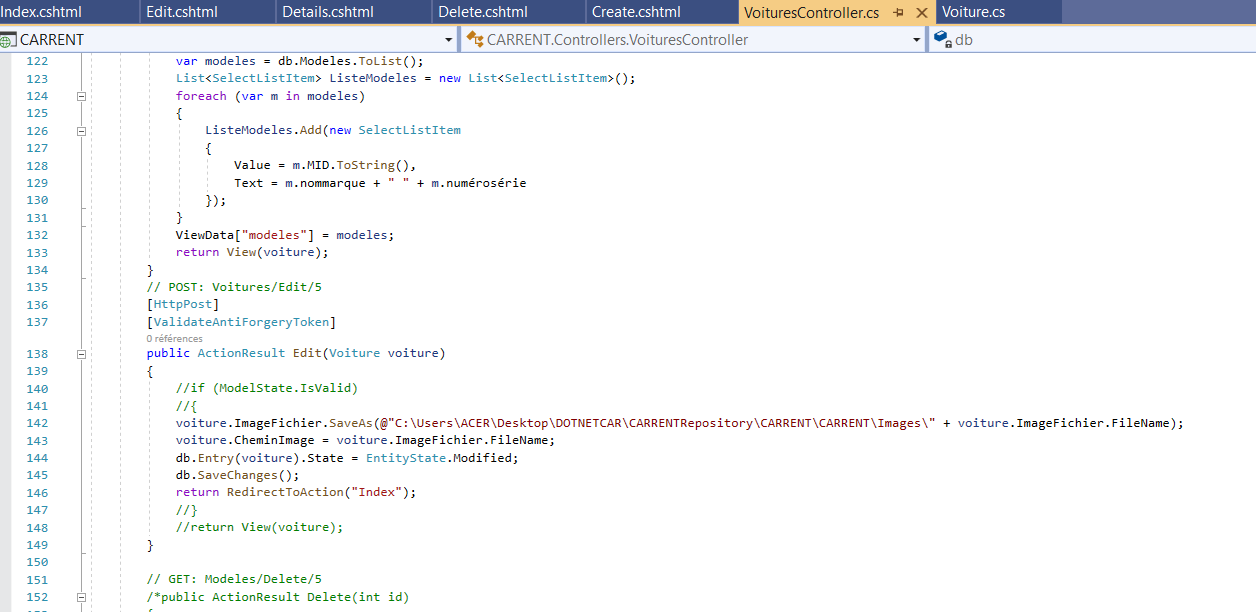 Index.cshtml Edit.cshtml Details.cshtml Delete.cshtml Create.cshtml VoituresController.cs Voiture.cs
CARRENT CARRENT.Controllers.VoituresController db
122 var modeles = db.Modeles.ToList();
123 List<SelectListItem> ListeModeles = new List<SelectListItem>();
124 foreach (var m in modeles)
125 {
126 ListeModeles.Add(new SelectListItem
127 {
128 Value = m.MID.ToString(),
129 Text = m.nommarque + " " + m.numérosérie
130 });
131 }
132 ViewData["modeles"] = modeles;
133 return View(voiture);
134 }
135 // POST: Voitures/Edit/5
136 [HttpPost]
137 [ValidateAntiForgeryToken]
0 références
138 public ActionResult Edit(Voiture voiture)
139 {
140 //if (ModelState.IsValid)
141 //{
142 voiture.ImageFichier.SaveAs(@"C:\Users\ACER\Desktop\DOTNETCAR\CARRENTRepository\CARRENT\CARRENT\Images\" + voiture.ImageFichier.FileName);
143 voiture.CheminImage = voiture.ImageFichier.FileName;
144 db.Entry(voiture).State = EntityState.Modified;
145 db.SaveChanges();
146 return RedirectToAction("Index");
147 //}
148 //return View(voiture);
149 }
150
151 // GET: Modeles/Delete/5
152 /*public ActionResult Delete(int id)